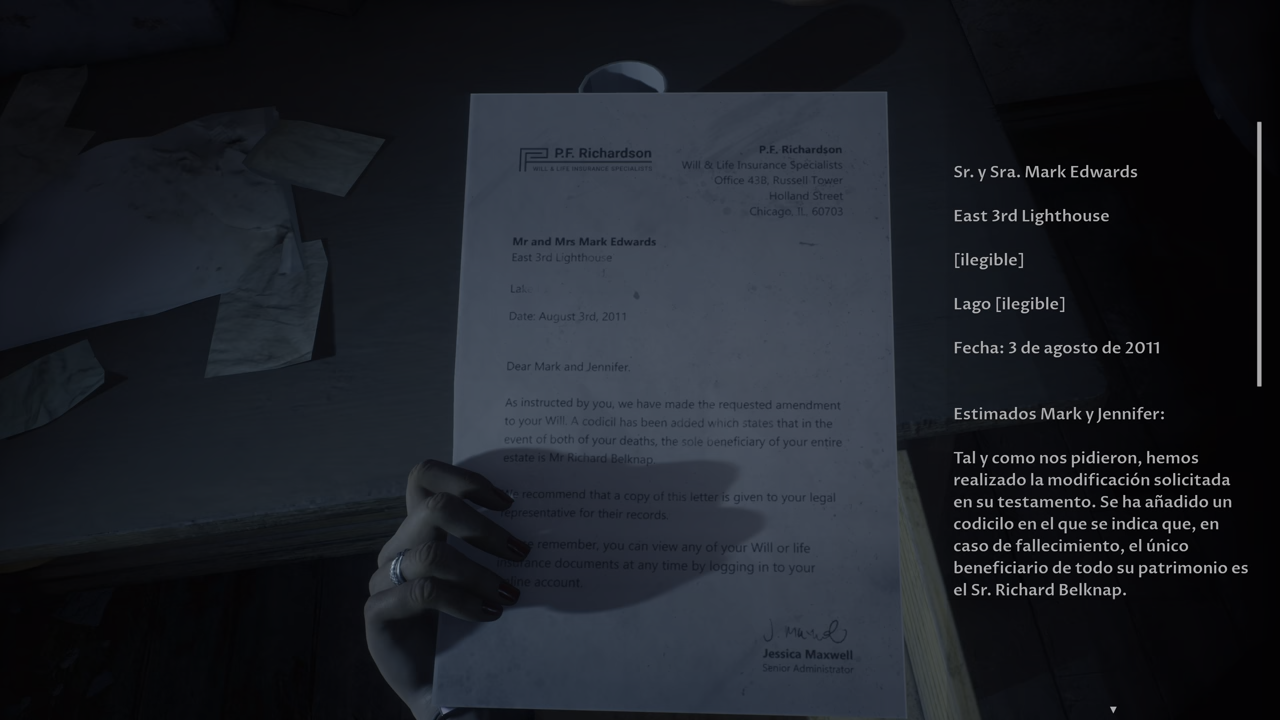 P.F. Richardson
WILL & LIFE INSURANCE SPECIALISTS
P.F. Richardson
Will & Life Insurance Specialists
Office 43B, Russell Tower
Holland Street
Chicago, IL, 60703
Mr and Mrs Mark Edwards
East 3rd Lighthouse
Date: August 3rd, 2011
Dear Mark and Jennifer,
As instructed by you, we have made the requested amendment
to your Will. A codicil has been added which states that in the
event of both of your deaths, the sole beneficiary of your entire
estate is Mr Richard Belknap.
We recommend that a copy of this letter is given to your legal
representative for their records.
remember, you can view any of your Will or life
insurance documents at any time by logging in to your
account.
Jessica Maxwell
Senior Administrator
Sr. y Sra. Mark Edwards
East 3rd Lighthouse
[ilegible]
Lago [ilegible]
Fecha: 3 de agosto de 2011
Estimados Mark y Jennifer:
Tal y como nos pidieron, hemos
realizado la modificación solicitada
en su testamento. Se ha añadido un
codicilo en el que se indica que, en
caso de fallecimiento, el único
beneficiario de todo su patrimonio es
el Sr. Richard Belknap.